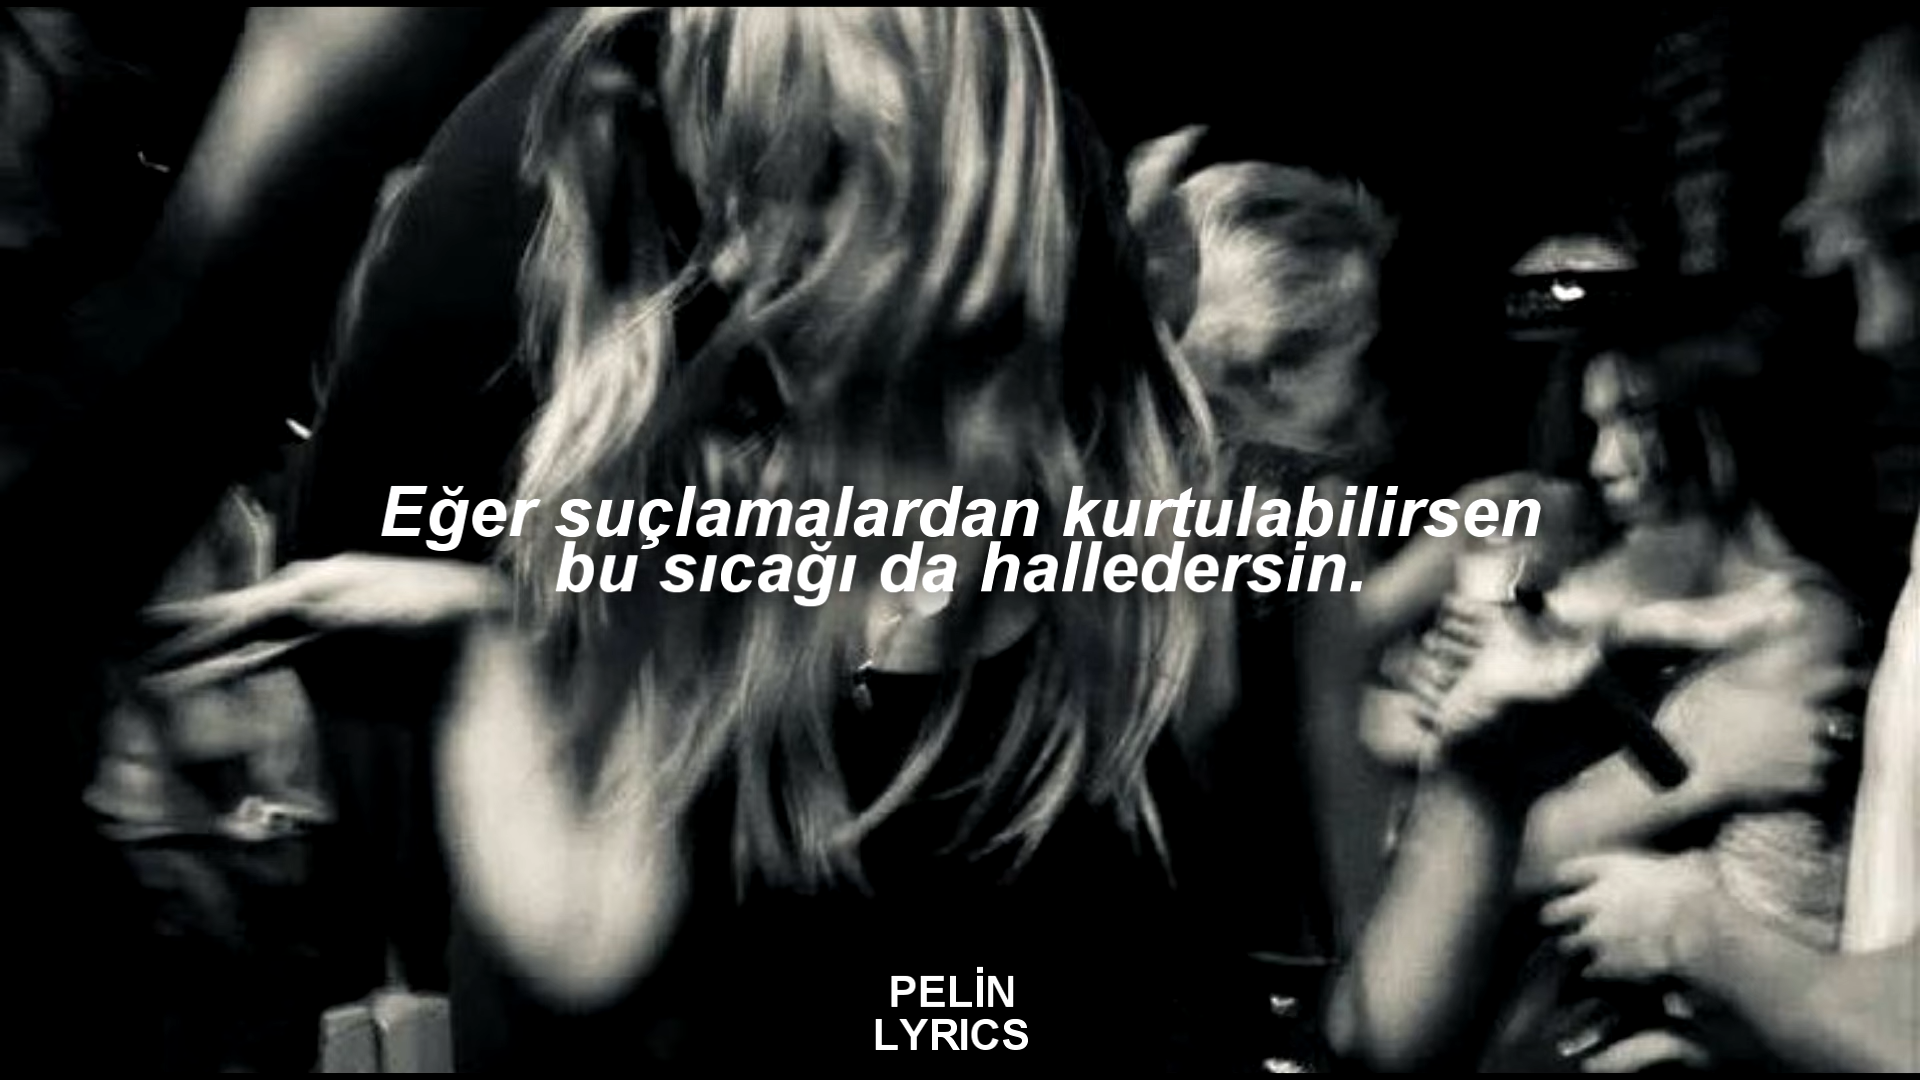 Eğer suçlamalardan kurtulabilirsen
bu sıcağı da halledersin.
PELİN
LYRICS